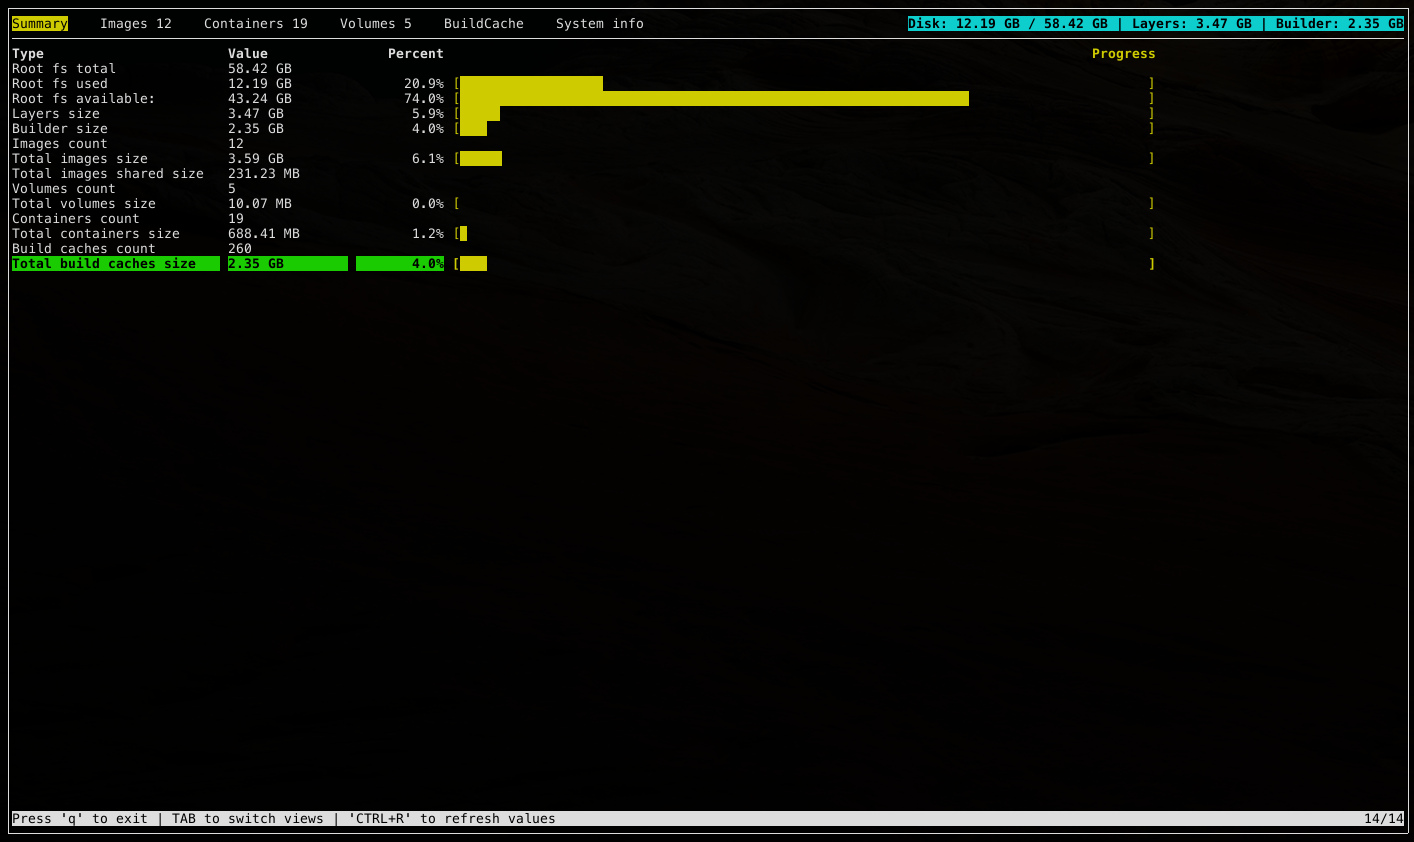 Summary Images 12 Containers 19 Volumes 5 BuildCache System info Disk: 12.19 GB / 58.42 GB | Layers: 3.47 GB | Builder: 2.35 GB
Type Value Percent Progress
Root fs total 58.42 GB
Root fs used 12.19 GB 20.9% [ ]
Root fs available: 43.24 GB 74.0% [ ]
Layers size 3.47 GB 5.9% [ ]
Builder size 2.35 GB 4.0% [ ]
Images count 12
Total images size 3.59 GB 6.1% [ ]
Total images shared size 231.23 MB
Volumes count 5
Total volumes size 10.07 MB 0.0% [ ]
Containers count 19
Total containers size 688.41 MB 1.2% [ ]
Build caches count 260
Total build caches size 2.35 GB 4.0% [ ]
Press 'q' to exit | TAB to switch views | 'CTRL+R' to refresh values 14/14